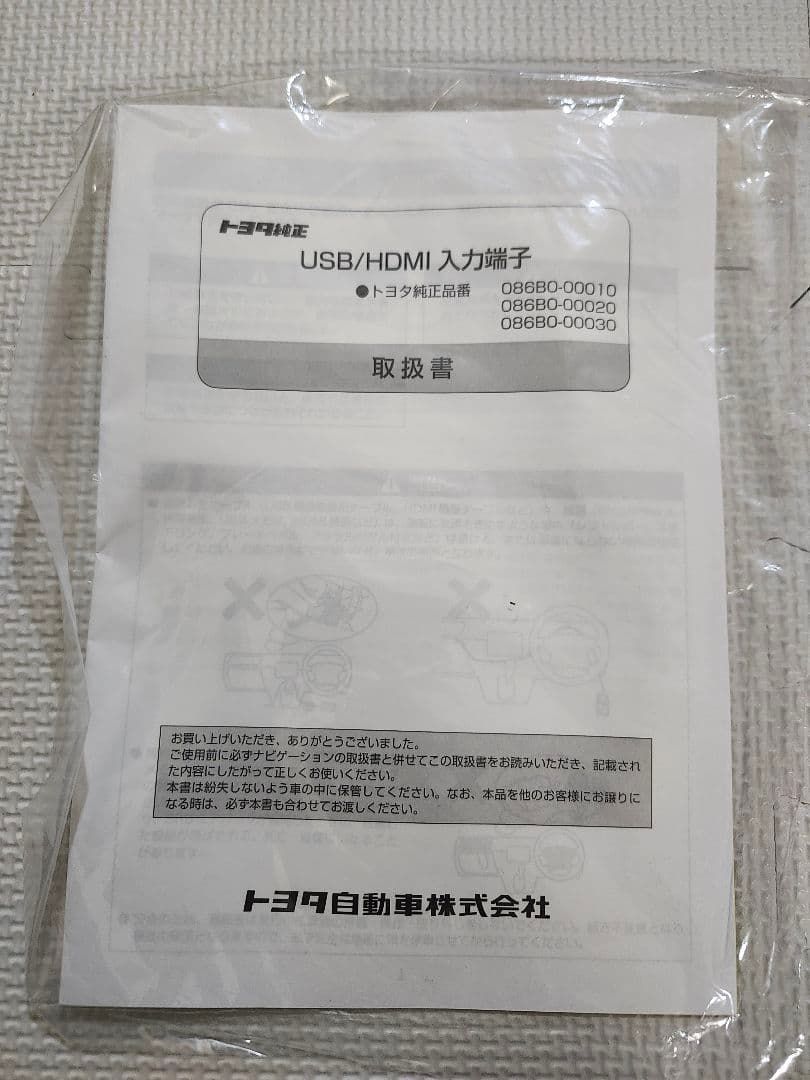 トヨタ純正
USB/HDMI 入力端子
●トヨタ純正品番 086B0-00010
086B0-00020
086B0-00030
取扱書
お買い上げいただき、ありがとうございました。
ご使用前に必ずナビゲーションの取扱書と併せてこの取扱書をお読みいただき、記載され
た内容にしたがって正しくお使いください。
本書は紛失しないよう車の中に保管してください。なお、本品を他のお客様にお譲りに
なる時は、必ず本書も合わせてお渡しください。
トヨタ自動車株式会社
1